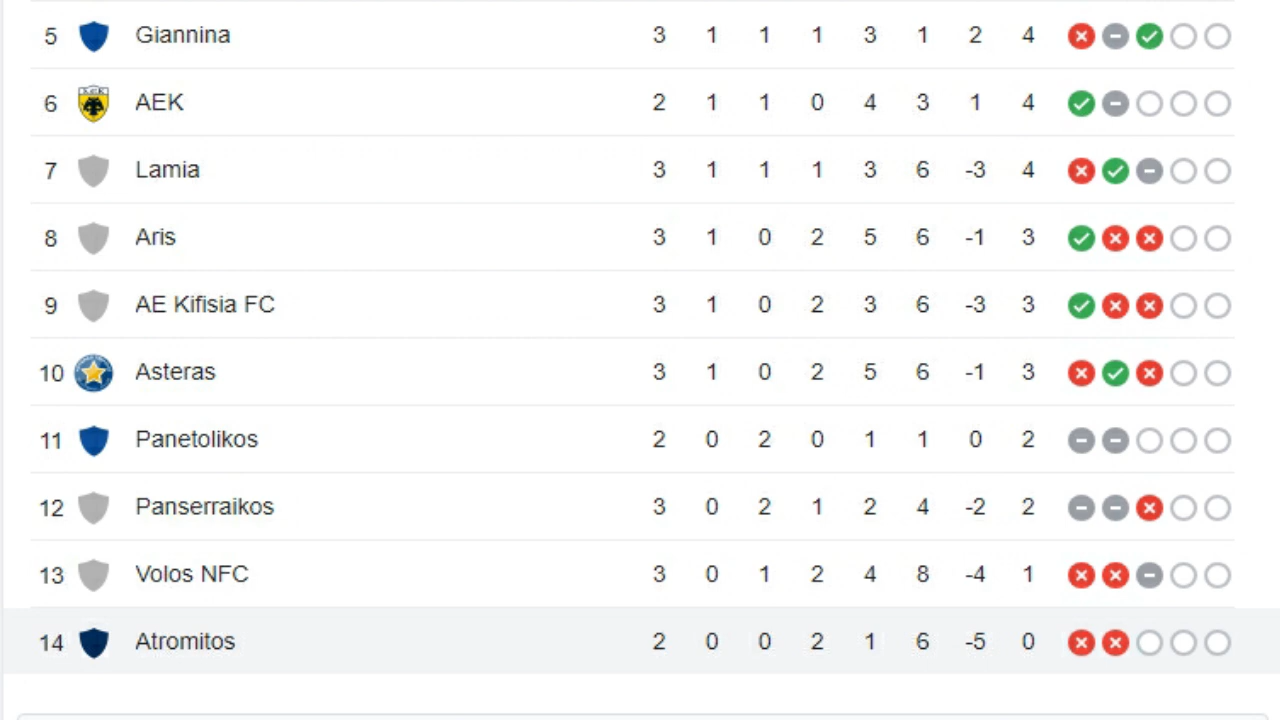 5 Giannina 3 1 1 1 3 1 2 4
6 AEK 2 1 1 0 4 3 1 4
7 Lamia 3 1 1 1 3 6 -3 4
8 Aris 3 1 0 2 5 6 -1 3
9 AE Kifisia FC 3 1 0 2 3 6 -3 3
10 Asteras 3 1 0 2 5 6 -1 3
11 Panetolikos 2 0 2 0 1 1 0 2
12 Panserraikos 3 0 2 1 2 4 -2 2
13 Volos NFC 3 0 1 2 4 8 -4 1
14 Atromitos 2 0 0 2 1 6 -5 0